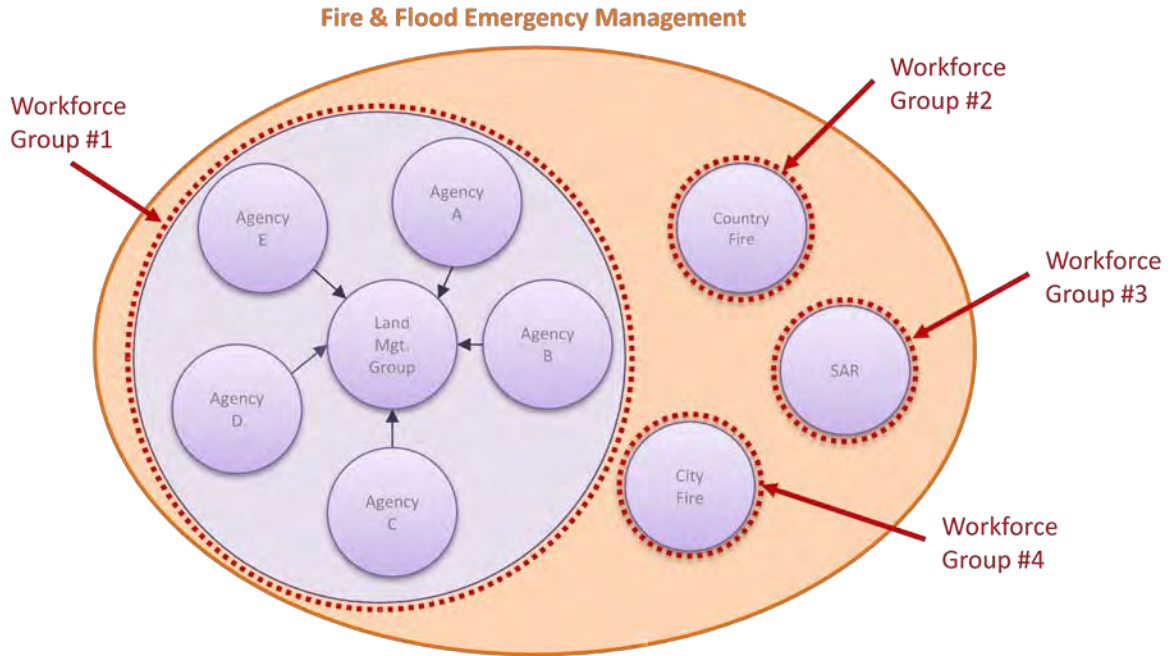 Fire & Flood Emergency Management
Workforce
Group #1
Workforce
Group #2
Workforce
Group #3
Workforce
Group #4
Agency
E
Agency
A
Land
Mgt.
Group
Agency
B
Agency
D
Agency
C
Country
Fire
SAR
City
Fire